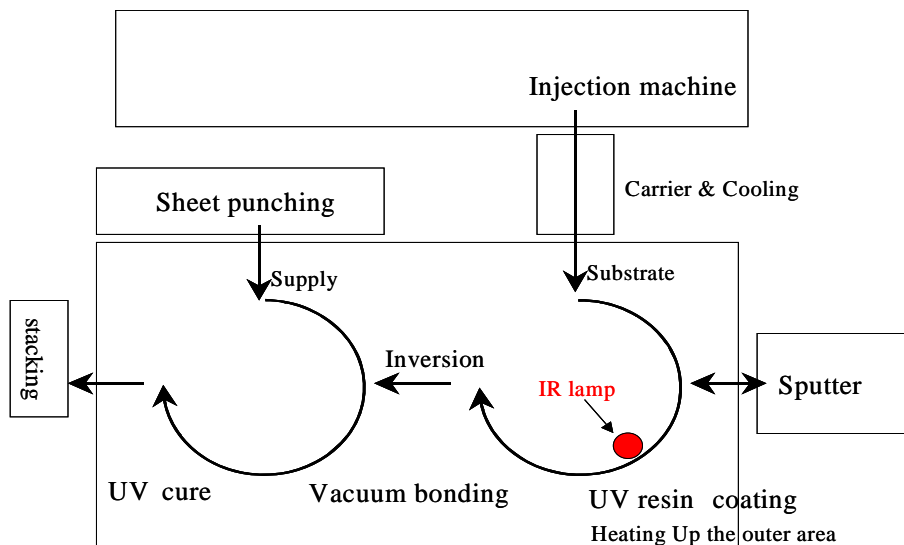 Injection machine
Carrier & Cooling
Sheet punching
Supply
Substrate
stacking
Inversion
IR lamp
Sputter
UV cure
Vacuum bonding
UV resin coating
Heating Up the outer area